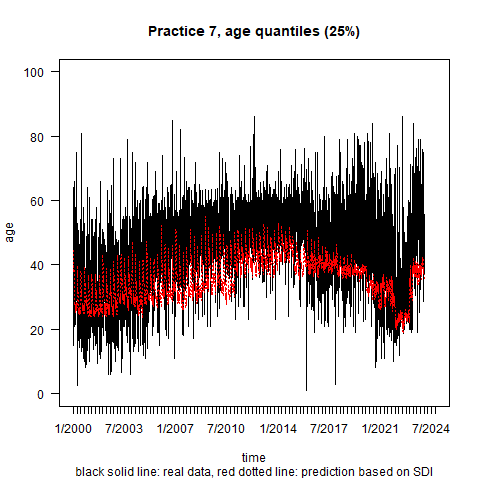 Practice 7, age quantiles (25%)
100
80
60
40
20
0
age
1/2000 7/2003 1/2007 7/2010 1/2014 7/2017 1/2021 7/2024
time
black solid line: real data, red dotted line: prediction based on SDI